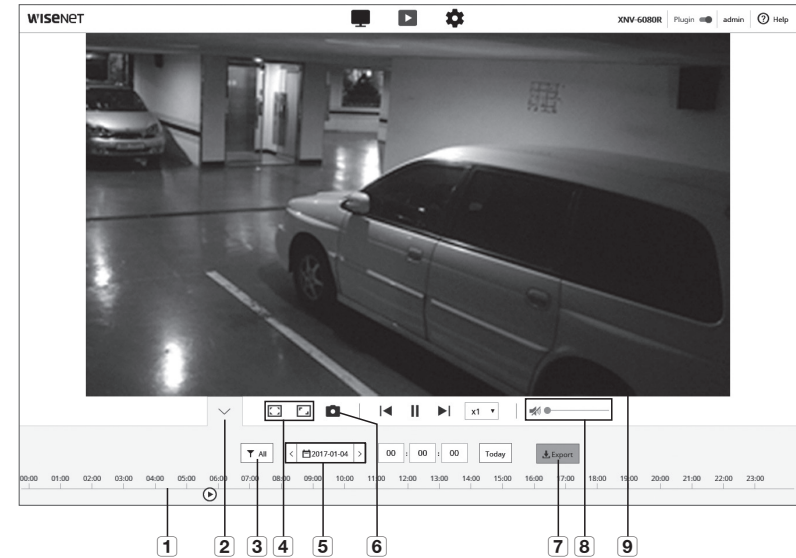 WISENET
XNV-6080R Plugin admin ? Help
x1
All < 2017-01-04 > 00 : 00 : 00 Today Export
00:00 01:00 02:00 03:00 04:00 05:00 06:00 07:00 08:00 09:00 10:00 11:00 12:00 13:00 14:00 15:00 16:00 17:00 18:00 19:00 20:00 21:00 22:00 23:00
1 2 3 4 5 6 7 8 9